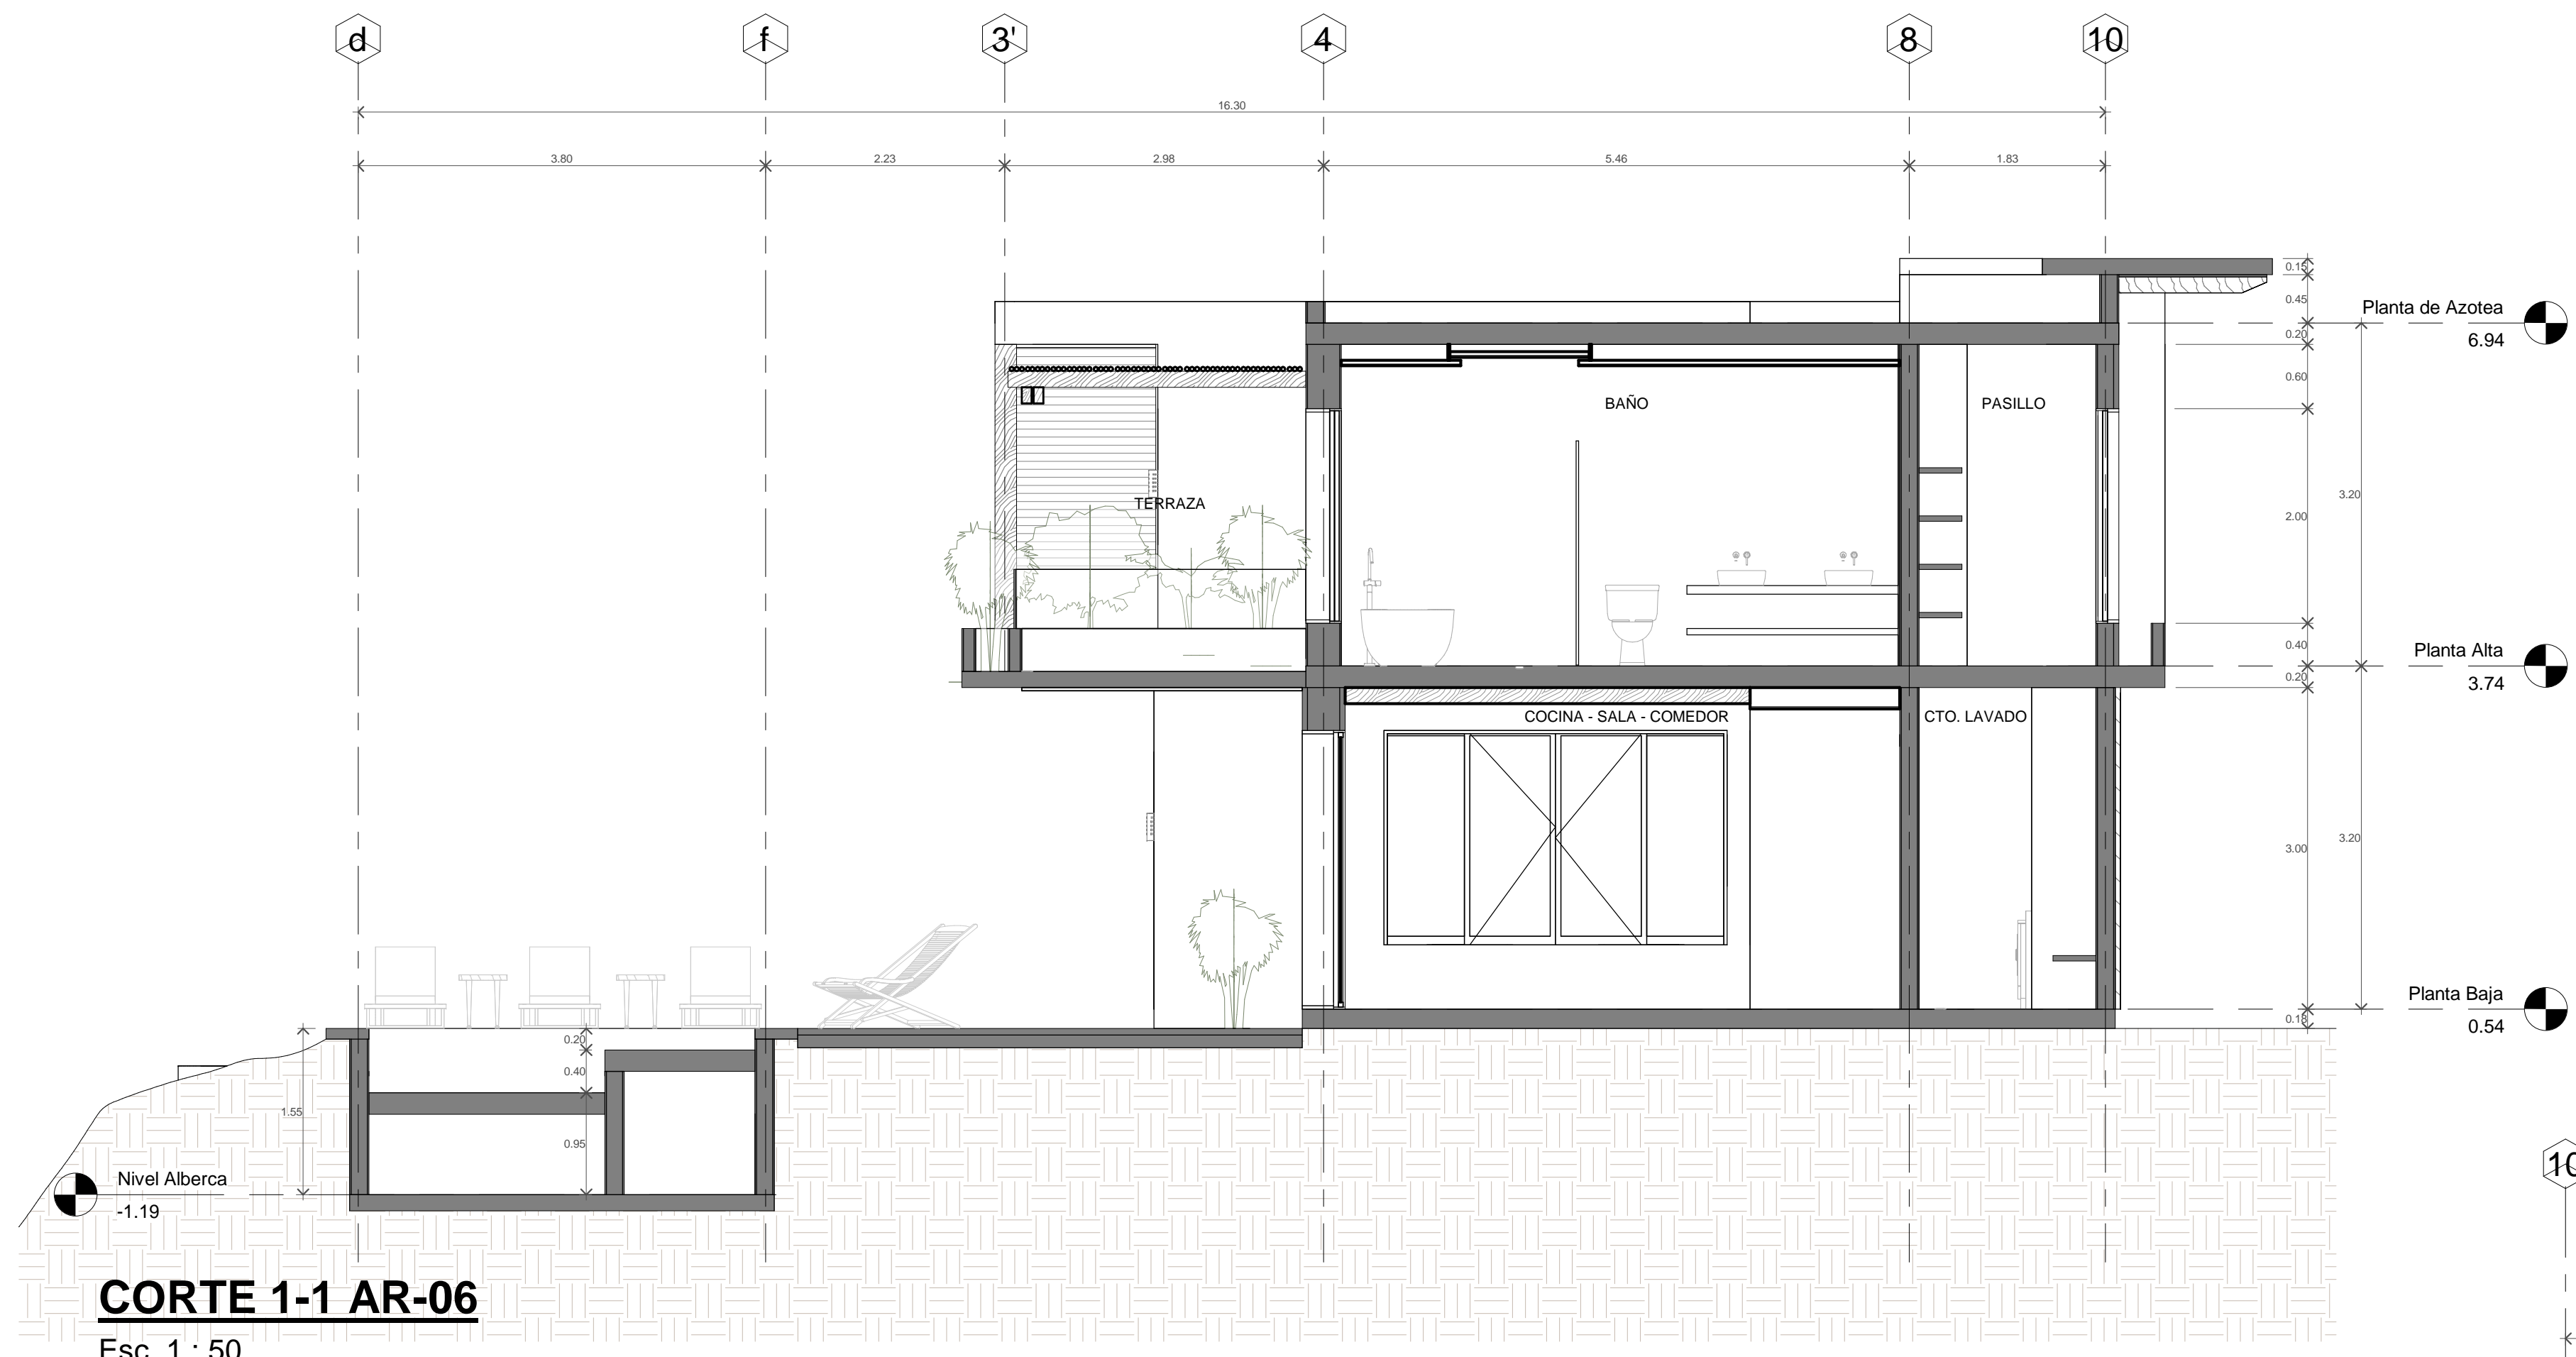 d f 3' 4 8 10
16.30
3.80 2.23 2.98 5.46 1.83
0.15
0.45
Planta de Azotea
0.20
6.94
0.60
BAÑO
PASILLO
3.20
TERRAZA
2.00
0.40
Planta Alta
0.20
3.74
COCINA - SALA - COMEDOR
CTO. LAVADO
3.20
3.00
Planta Baja
0.18
0.54
0.20
0.40
1.55
0.95
10
Nivel Alberca
-1.19
CORTE 1-1 AR-06
Esc. 1 : 50